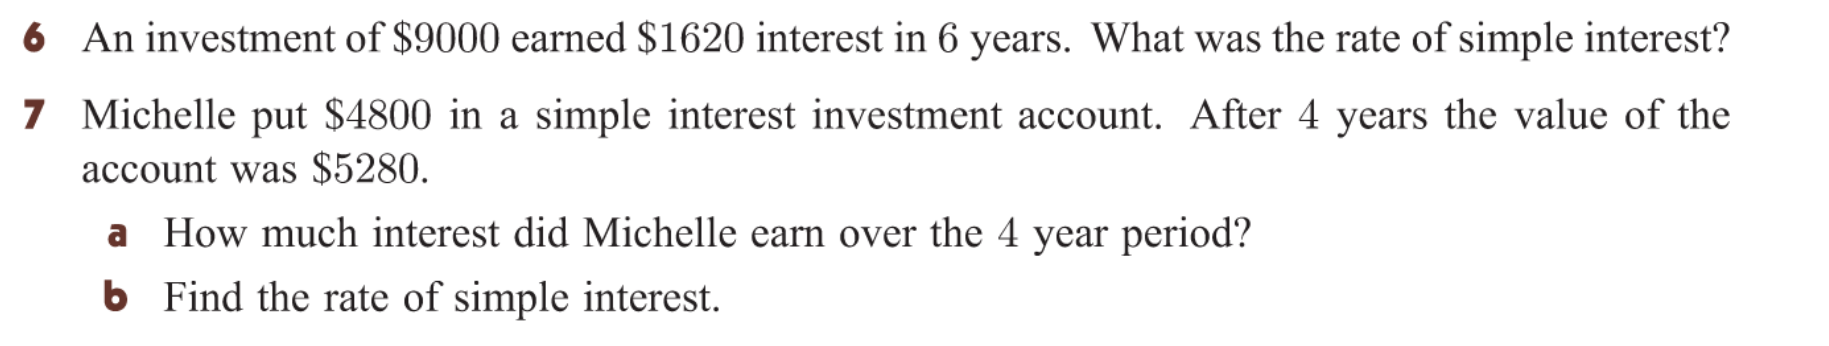 6 An investment of $9000 earned $1620 interest in 6 years. What was the rate of simple interest?
7 Michelle put $4800 in a simple interest investment account. After 4 years the value of the
account was $5280.
a How much interest did Michelle earn over the 4 year period?
b Find the rate of simple interest.